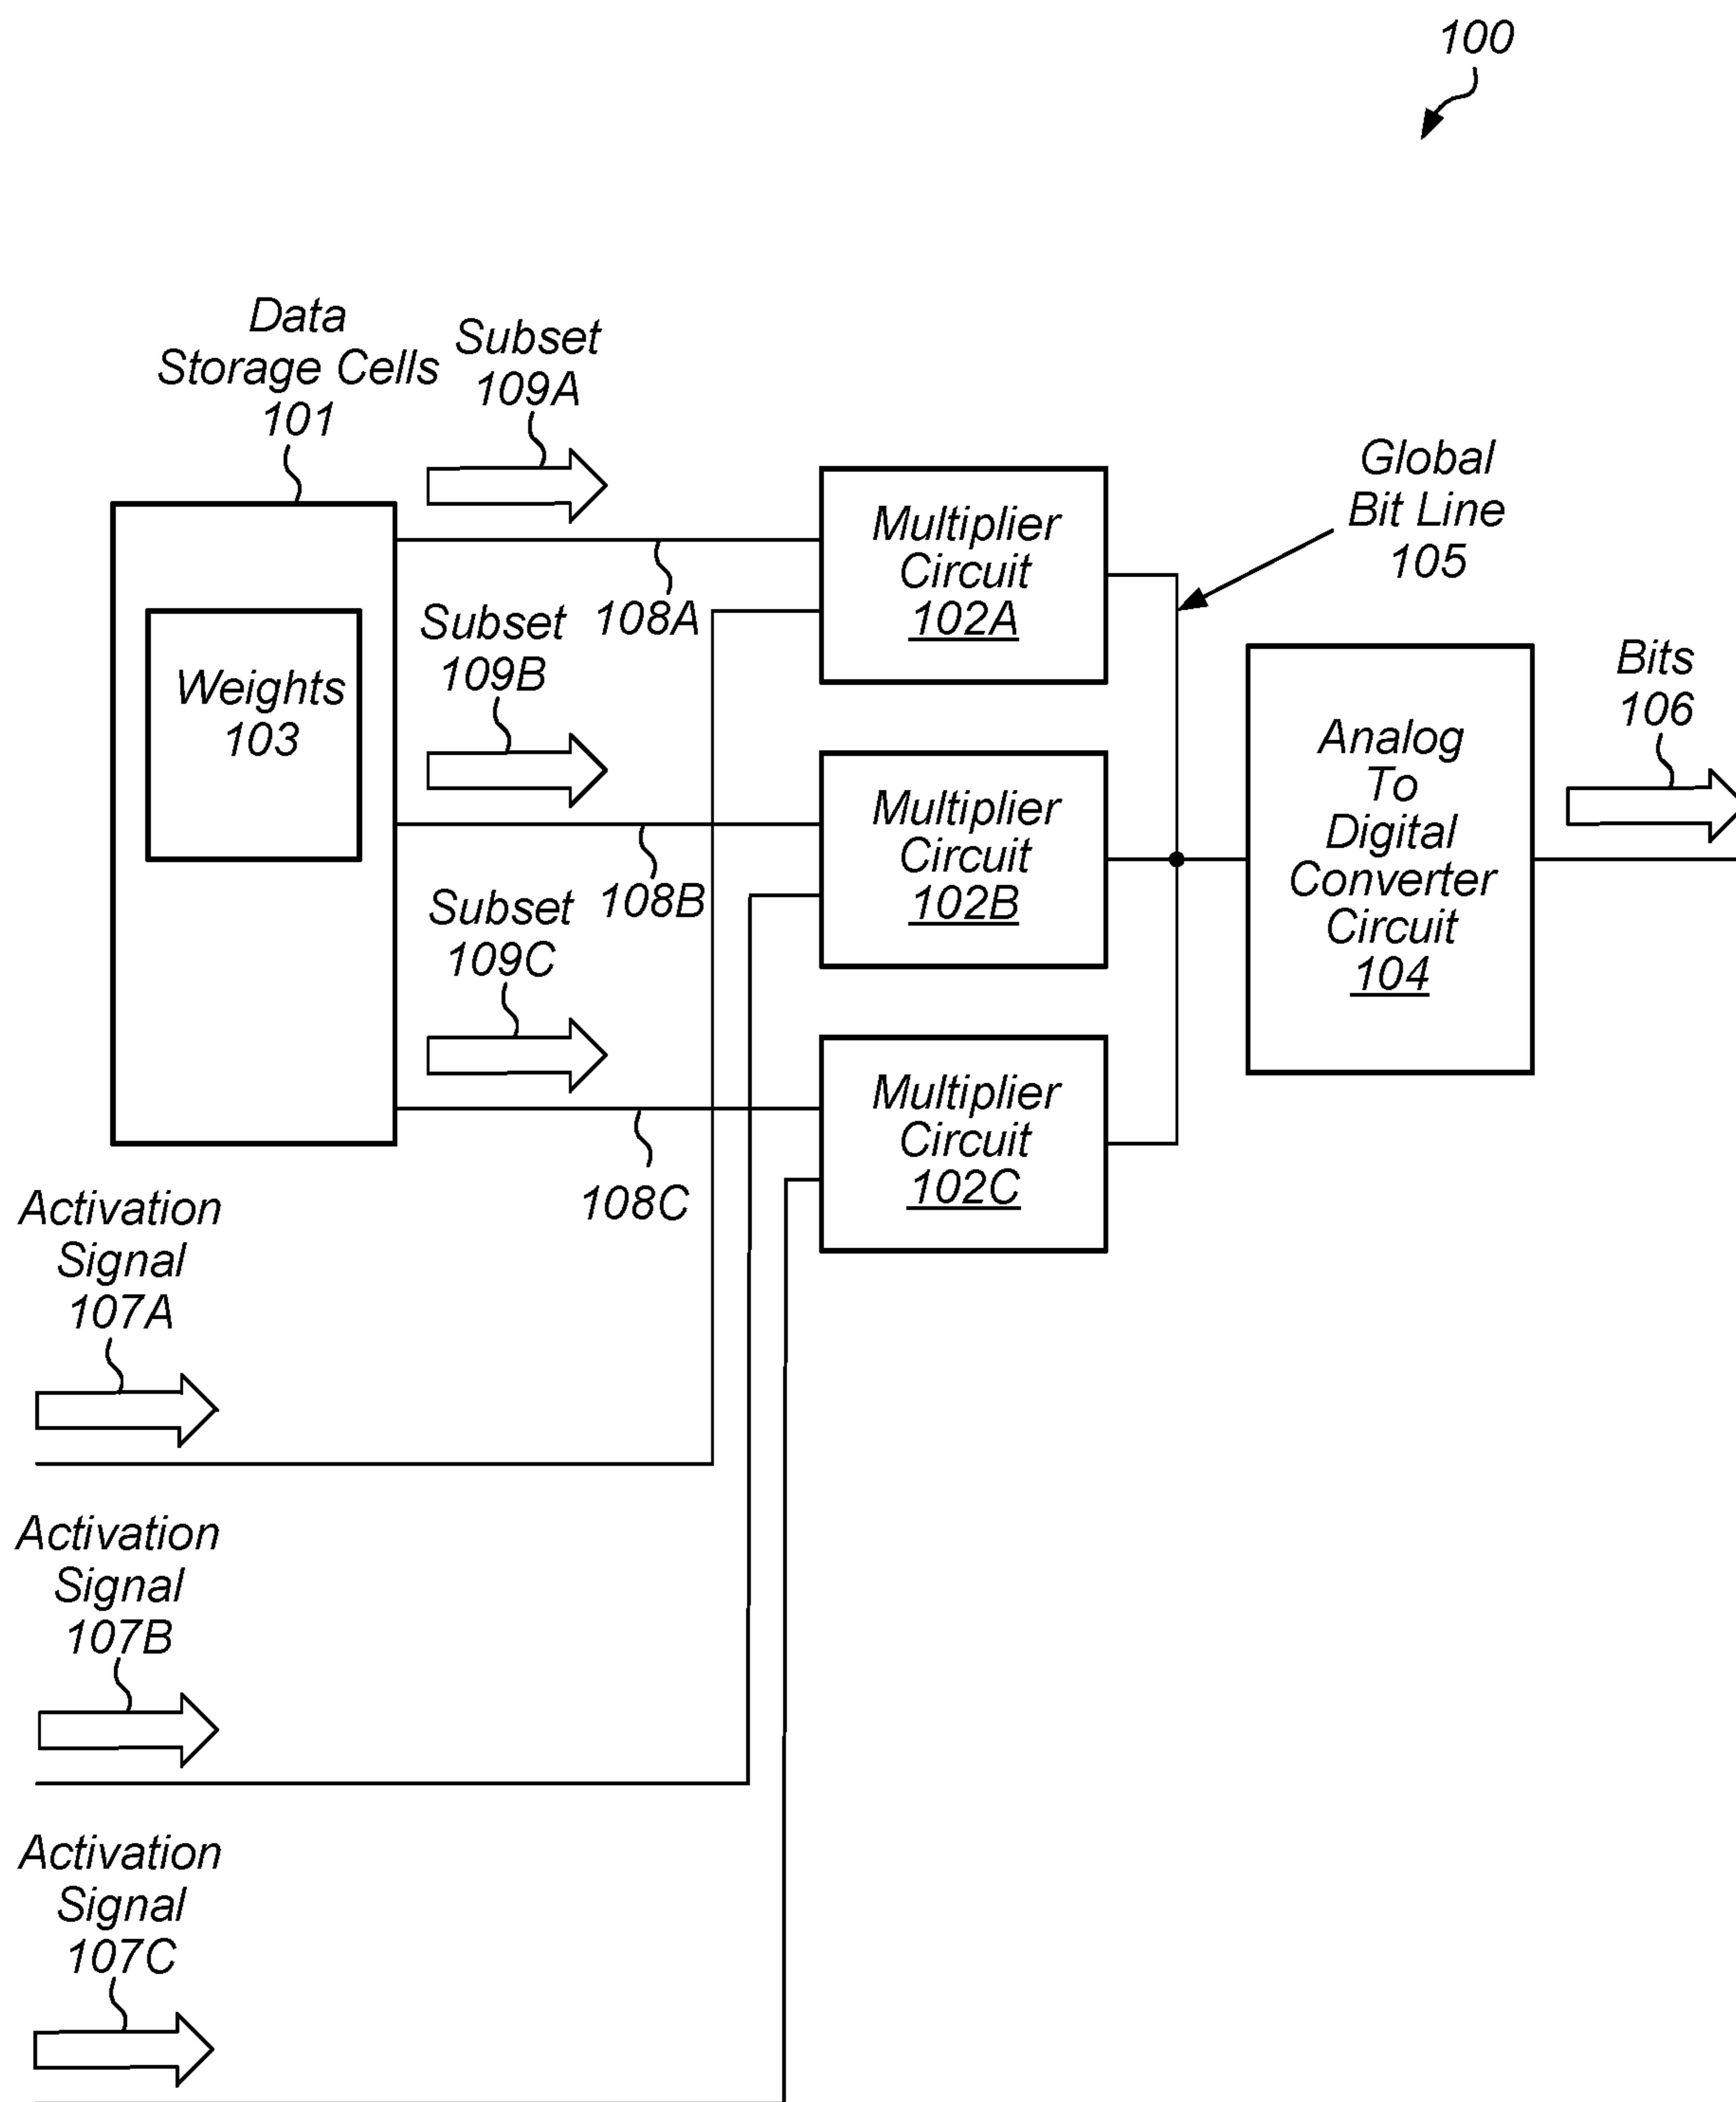 100
Data
Storage Cells
101
Subset
109A
Global
Bit Line
105
Multiplier
Circuit
102A
108A
Subset
109B
Weights
103
Bits
106
Analog
To
Digital
Converter
Circuit
104
Multiplier
Circuit
102B
108B
Subset
109C
Multiplier
Circuit
102C
108C
Activation
Signal
107A
Activation
Signal
107B
Activation
Signal
107C